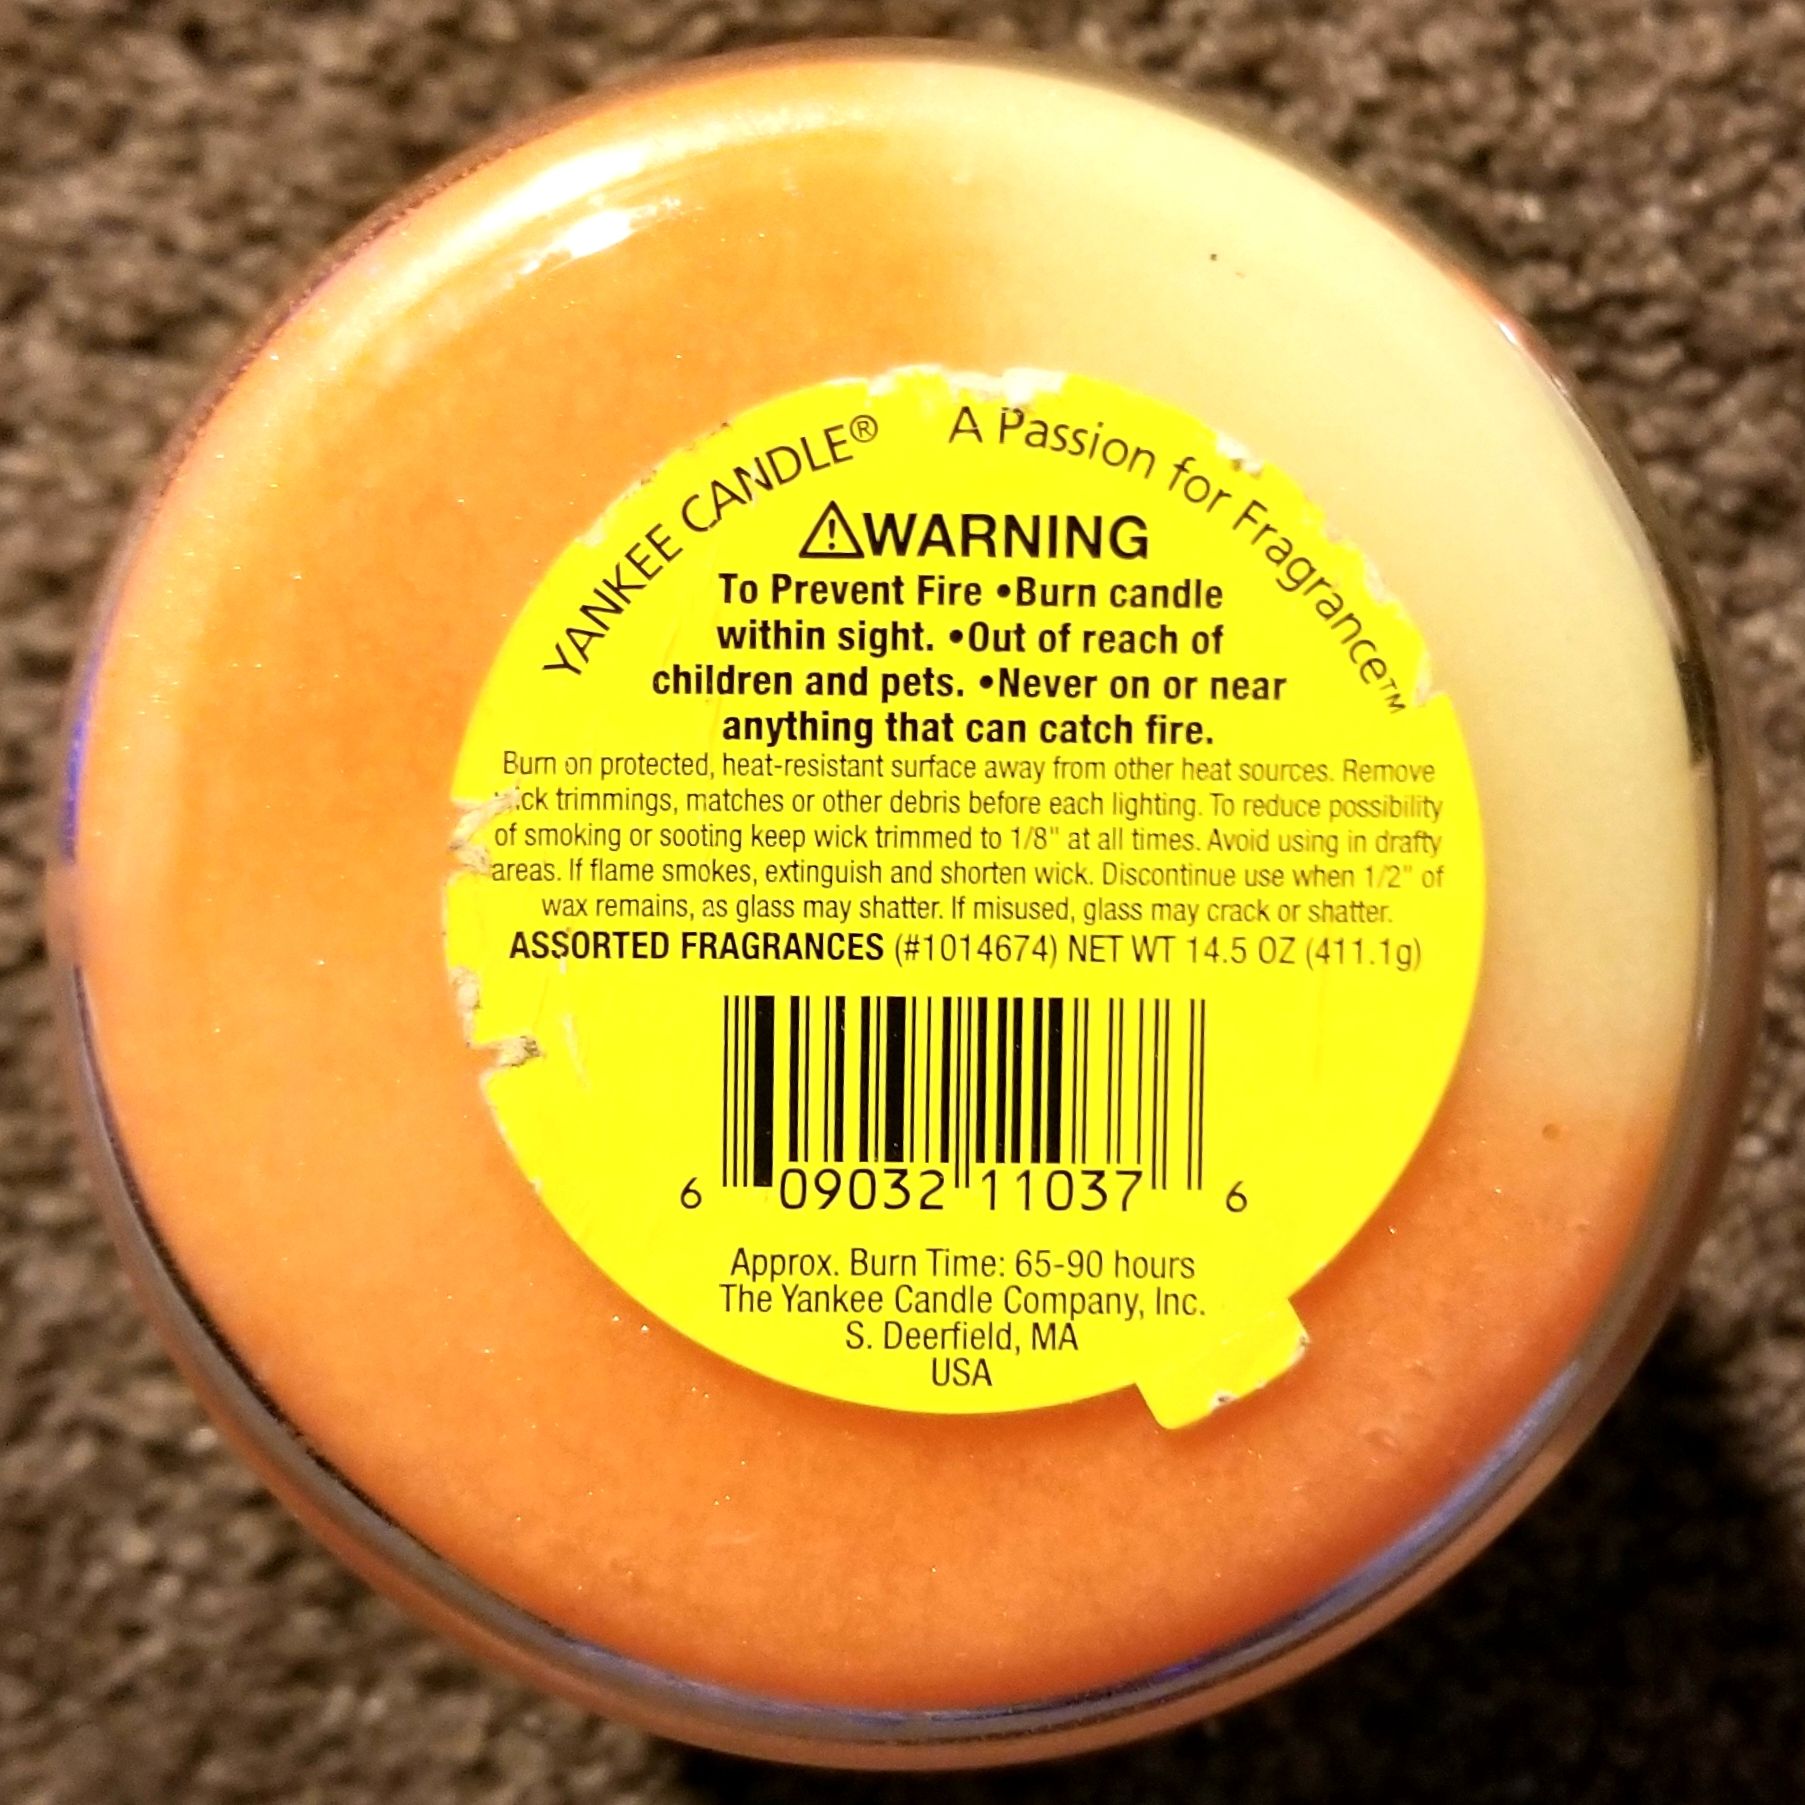 YANKEE CANDLE® A Passion for Fragrance™
⚠WARNING
To Prevent Fire •Burn candle
within sight. •Out of reach of
children and pets. •Never on or near
anything that can catch fire.
Burn on protected, heat-resistant surface away from other heat sources. Remove
trimmings, matches or other debris before each lighting. To reduce possibility
of smoking or sooting keep wick trimmed to 1/8" at all times. Avoid using in drafty
areas. If flame smokes, extinguish and shorten wick. Discontinue use when 1/2" of
wax remains, as glass may shatter. If misused, glass may crack or shatter.
ASSORTED FRAGRANCES (#1014674) NET WT 14.5 OZ (411.1g)
6 09032 11037 6
Approx. Burn Time: 65-90 hours
The Yankee Candle Company, Inc.
S. Deerfield, MA
USA